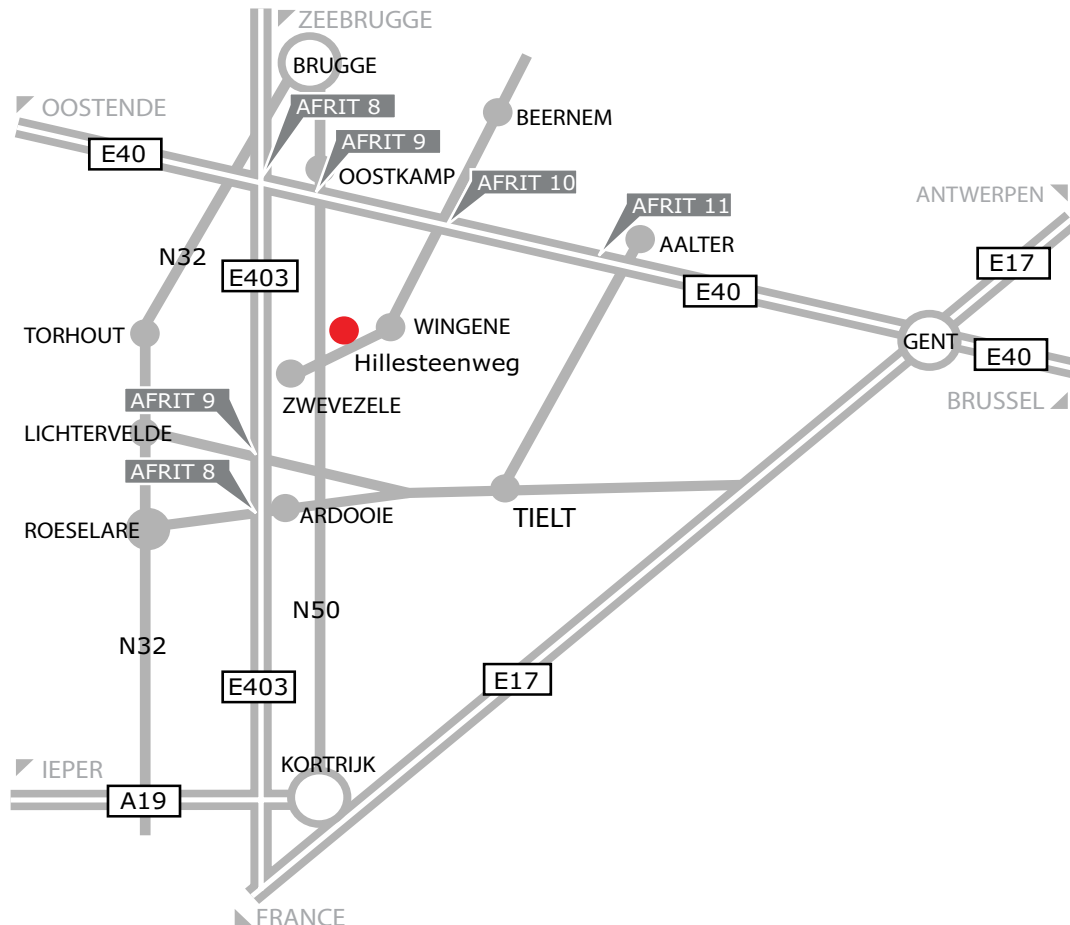 ZEEBRUGGE
BRUGGE
OOSTENDE
AFRIT 8
BEERNEM
E40
AFRIT 9
OOSTKAMP
AFRIT 10
ANTWERPEN
AFRIT 11
AALTER
N32
E403
E17
E40
TORHOUT
WINGENE
GENT
E40
Hillesteenweg
ZWEVEZELE
BRUSSEL
AFRIT 9
LICHTERVELDE
AFRIT 8
ARDOOIE
TIELT
ROESELARE
N50
N32
E403
E17
KORTRIJK
IEPER
A19
FRANCE